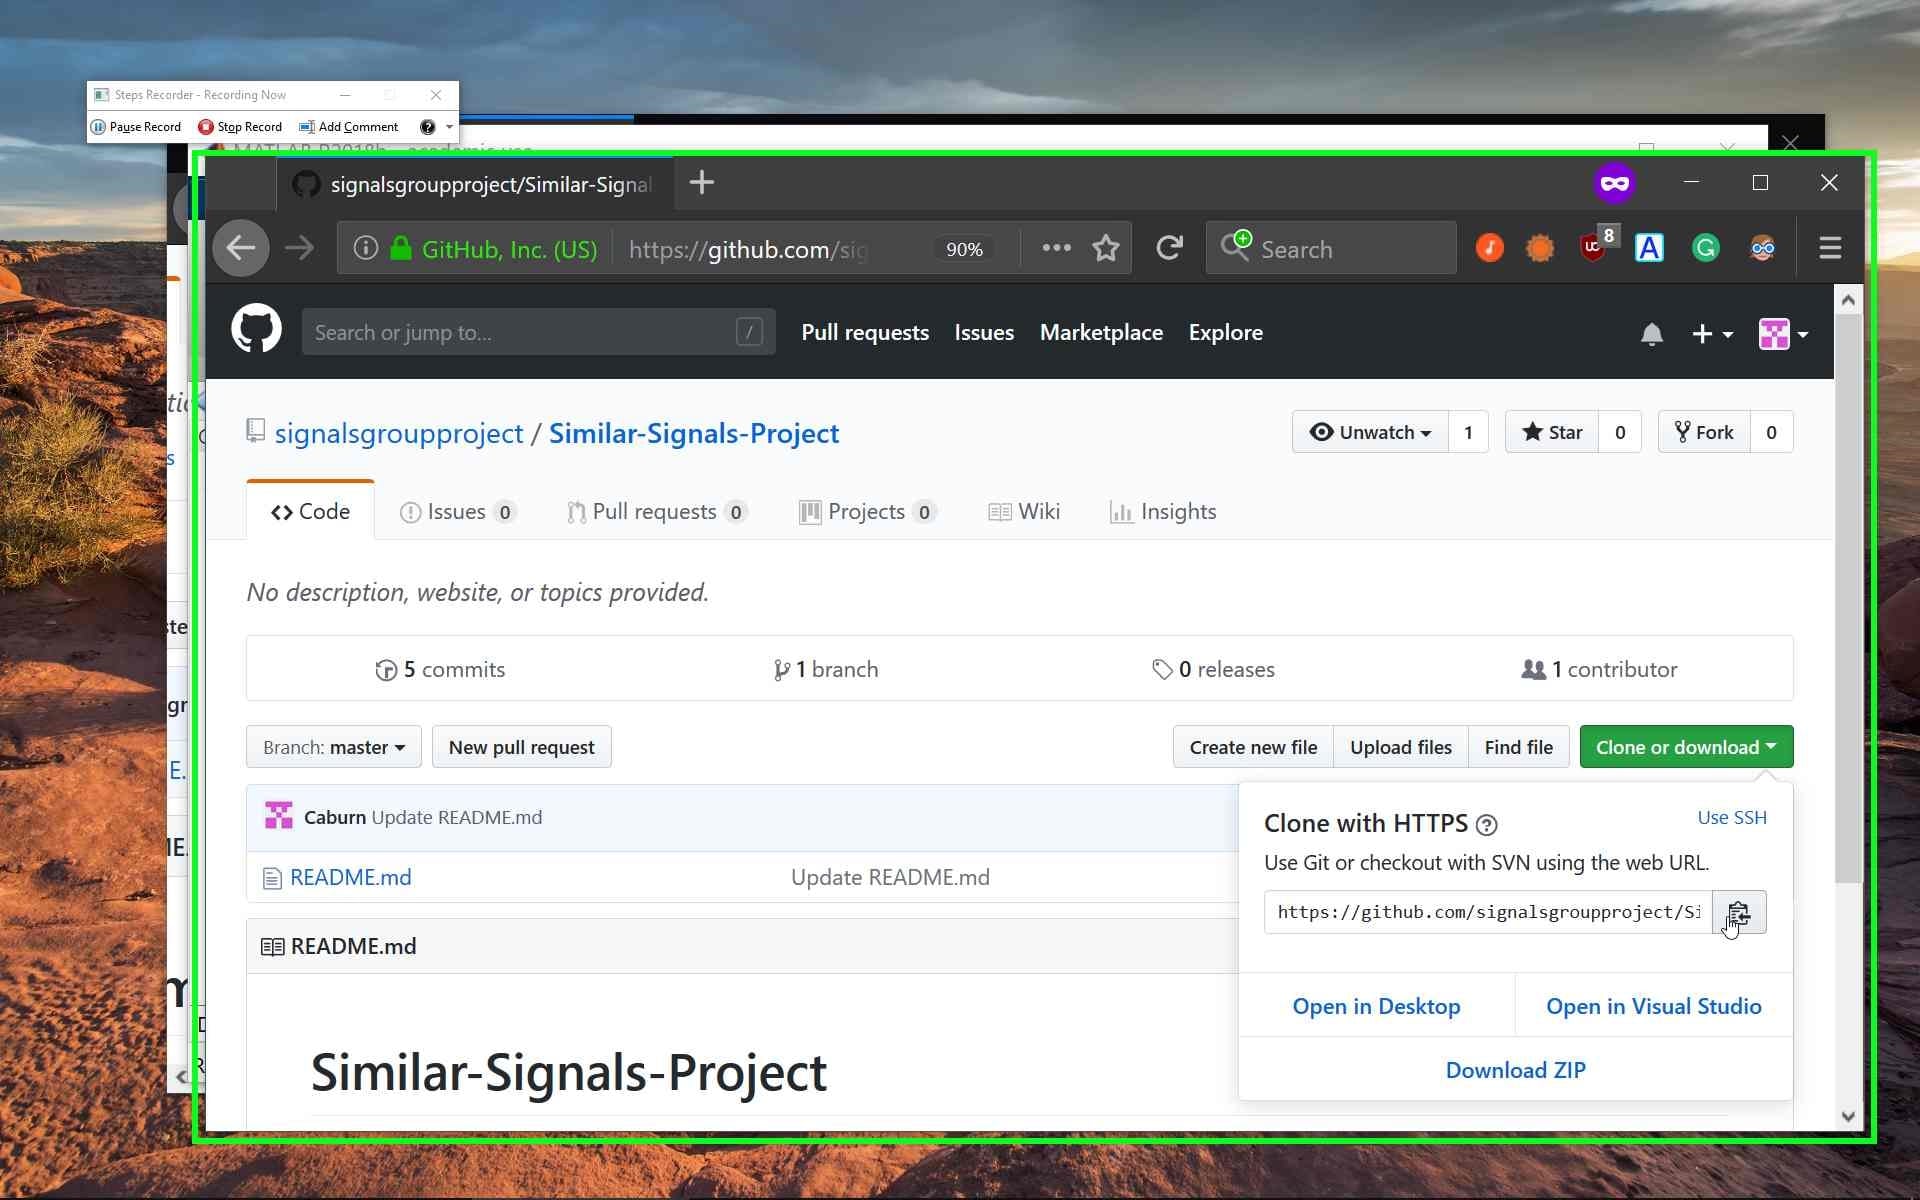 Steps Recorder - Recording Now
Pause Record Stop Record Add Comment
signalsgroupproject/Similar-Signal
GitHub, Inc. (US) https://github.com/sig 90% Search 8
Search or jump to... / Pull requests Issues Marketplace Explore
signalsgroupproject / Similar-Signals-Project Unwatch 1 Star 0 Fork 0
Code Issues 0 Pull requests 0 Projects 0 Wiki Insights
No description, website, or topics provided.
5 commits 1 branch 0 releases 1 contributor
Branch: master New pull request Create new file Upload files Find file Clone or download
Caburn Update README.md
README.md Update README.md
README.md
Similar-Signals-Project
Clone with HTTPS Use SSH
Use Git or checkout with SVN using the web URL.
https://github.com/signalsgroupproject/Si
Open in Desktop Open in Visual Studio
Download ZIP